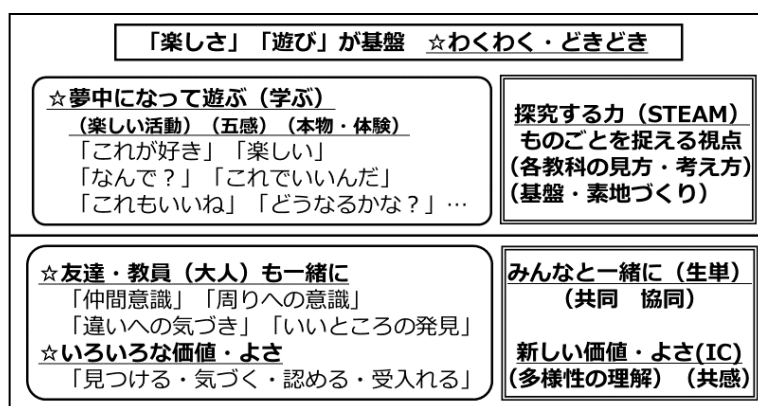 「楽しさ」「遊び」が基盤　☆わくわく・どきどき
☆夢中になって遊ぶ（学ぶ）
（楽しい活動）（五感）（本物・体験）
「これが好き」「楽しい」
「なんで？」「これでいいんだ」
「これもいいね」「どうなるかな？」…
探究する力（STEAM）
ものごとを捉える視点
(各教科の見方・考え方)
(基盤・素地づくり）
☆友達・教員（大人）も一緒に
「仲間意識」「周りへの意識」
「違いへの気づき」「いいところの発見」
☆いろいろな価値・よさ
「見つける・気づく・認める・受入れる」
みんなと一緒に（生単）
（共同　協同）
新しい価値・よさ(IC)
(多様性の理解）（共感）